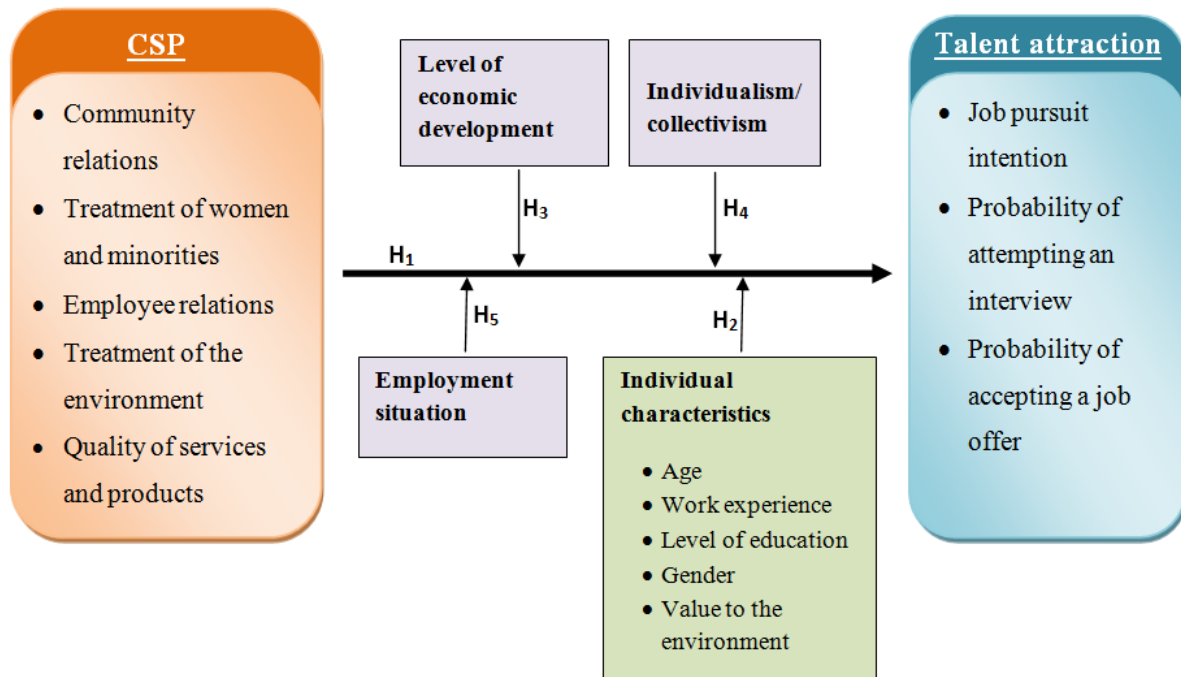 CSP
• Community
relations
• Treatment of women
and minorities
• Employee relations
• Treatment of the
environment
• Quality of services
and products
Level of
economic
development
Individualism/
collectivism
H₃
H₄
H₁
H₅
H₂
Employment
situation
Individual
characteristics
• Age
• Work experience
• Level of education
• Gender
• Value to the
environment
Talent attraction
• Job pursuit
intention
• Probability of
attempting an
interview
• Probability of
accepting a job
offer